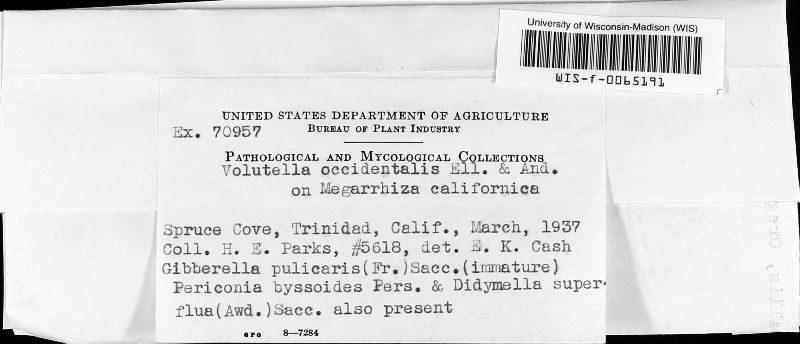 University of Wisconsin-Madison (WIS)
WIS-f-0065191
UNITED STATES DEPARTMENT OF AGRICULTURE
Ex. 70957 BUREAU OF PLANT INDUSTRY
PATHOLOGICAL AND MYCOLOGICAL COLLECTIONS
Volutella occidentalis Ell. & And.
on Megarrhiza californica
Spruce Cove, Trinidad, Calif., March, 1937
Coll. H. E. Parks, #5618, det. E. K. Cash
Gibberella pulicaris(Fr.)Sacc.(immature)
Periconia byssoides Pers. & Didymella super-
flua(Awd.)Sacc. also present
GPO 8—7284